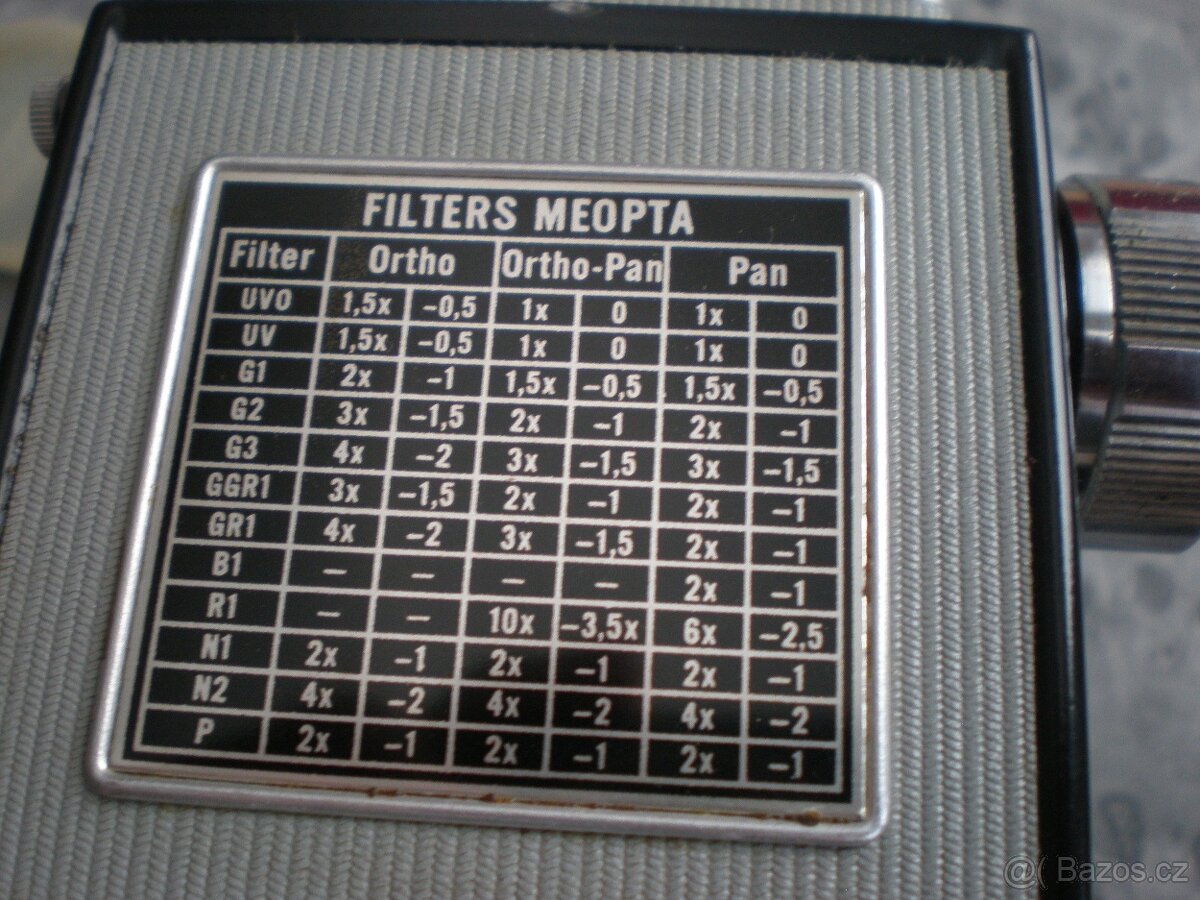 FILTERS MEOPTA
Filter Ortho Ortho-Pan Pan
UVO 1,5x -0,5 1x 0 1x 0
UV 1,5x -0,5 1x 0 1x 0
G1 2x -1 1,5x -0,5 1,5x -0,5
G2 3x -1,5 2x -1 2x -1
G3 4x -2 3x -1,5 3x -1,5
GGR1 3x -1,5 2x -1 2x -1
GR1 4x -2 3x -1,5 2x -1
B1 – – – – 2x -1
R1 – – 10x -3,5x 6x -2,5
N1 2x -1 2x -1 2x -1
N2 4x -2 4x -2 4x -2
P 2x -1 2x -1 2x -1
@( Bazos.cz